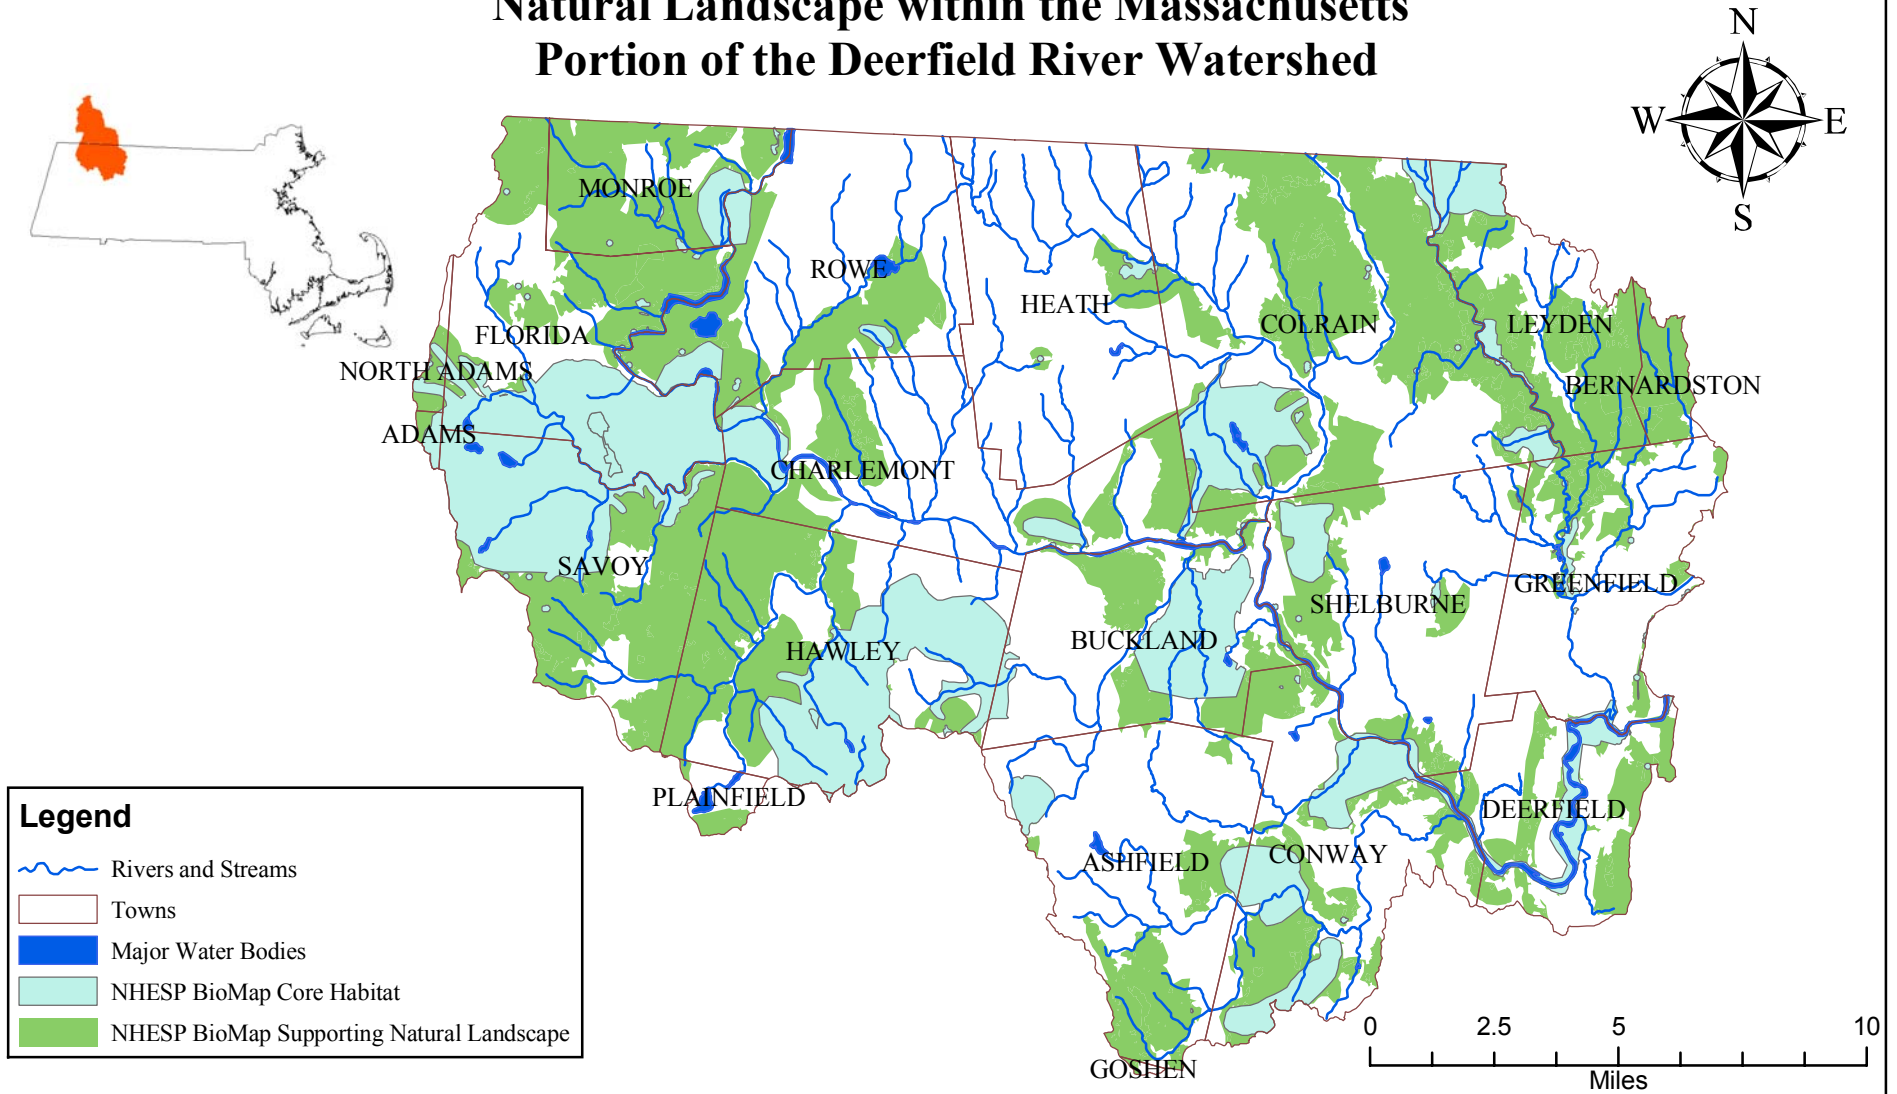 Natural Landscape within the Massachusetts
Portion of the Deerfield River Watershed
N
W
E
S
MONROE
ROWE
HEATH
COLRAIN
LEYDEN
FLORIDA
NORTH ADAMS
BERNARDSTON
ADAMS
CHARLEMONT
SAVOY
GREENFIELD
SHELBURNE
BUCKLAND
HAWLEY
PLAINFIELD
DEERFIELD
ASHFIELD
CONWAY
GOSHEN
Legend
Rivers and Streams
Towns
Major Water Bodies
NHESP BioMap Core Habitat
NHESP BioMap Supporting Natural Landscape
0 2.5 5 10
Miles